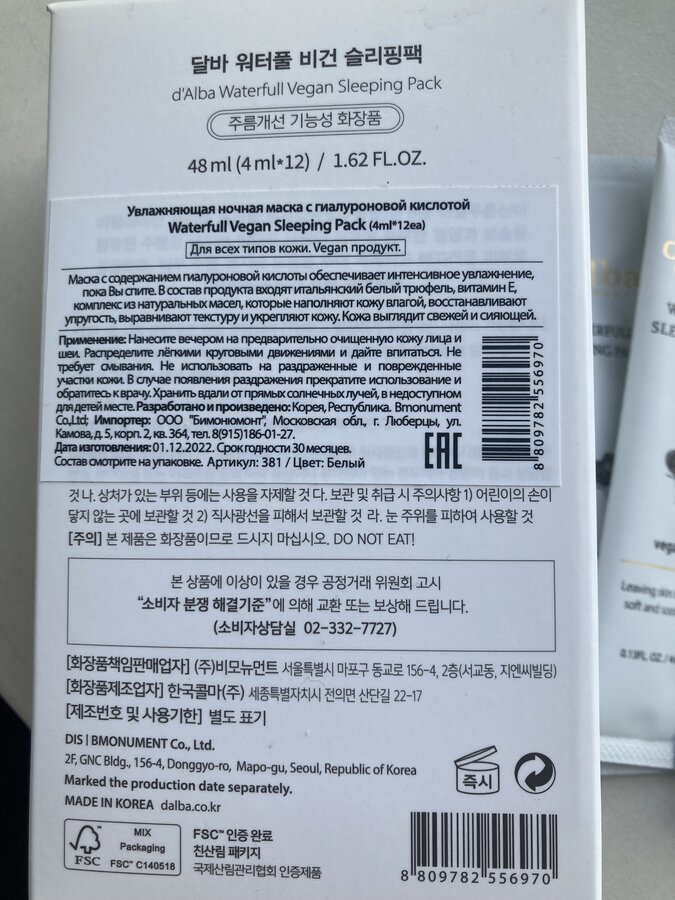 달바 워터풀 비건 슬리핑팩
d'Alba Waterfull Vegan Sleeping Pack
주름개선 기능성 화장품
48 ml (4 ml*12) / 1.62 FL.OZ.
Увлажняющая ночная маска с гиалуроновой кислотой
Waterfull Vegan Sleeping Pack (4ml*12ea)
Для всех типов кожи. Vegan продукт.
Маска с содержанием гиалуроновой кислоты обеспечивает интенсивное увлажнение,
пока Вы спите. В состав продукта входят итальянский белый трюфель, витамин Е,
комплекс из натуральных масел, которые наполняют кожу влагой, восстанавливают
упругость, выравнивают текстуру и укрепляют кожу. Кожа выглядит свежей и сияющей.
Применение: Нанесите вечером на предварительно очищенную кожу лица и
шеи. Распределите лёгкими круговыми движениями и дайте впитаться. Не
требует смывания. Не использовать на раздраженные и поврежденные
участки кожи. В случае появления раздражения прекратите использование и
обратитесь к врачу. Хранить вдали от прямых солнечных лучей, в недоступном
для детей месте. Разработано и произведено: Корея, Республика. Bmonument
Co.,Ltd; Импортер: ООО "Бимонюмонт", Московская обл., г. Люберцы, ул.
Камова, д. 5, корп. 2, кв. 364, тел. 8(915)186-01-27.
Дата изготовления: 01.12.2022. Срок годности 30 месяцев.
Состав смотрите на упаковке. Артикул: 381 / Цвет: Белый
EAC
8 809782 556970
것 나. 상처가 있는 부위 등에는 사용을 자제할 것 다. 보관 및 취급 시 주의사항 1) 어린이의 손이
닿지 않는 곳에 보관할 것 2) 직사광선을 피해서 보관할 것 라. 눈 주위를 피하여 사용할 것
[주의] 본 제품은 화장품이므로 드시지 마십시오. DO NOT EAT!
본 상품에 이상이 있을 경우 공정거래 위원회 고시
"소비자 분쟁 해결기준"에 의해 교환 또는 보상해 드립니다.
(소비자상담실 02-332-7727)
[화장품책임판매업자] (주)비모뉴먼트 서울특별시 마포구 동교로 156-4, 2층(서교동, 지엔씨빌딩)
[화장품제조업자] 한국콜마(주) 세종특별자치시 전의면 산단길 22-17
[제조번호 및 사용기한] 별도 표기
DIS | BMONUMENT Co., Ltd.
2F, GNC Bldg., 156-4, Donggyo-ro, Mapo-gu, Seoul, Republic of Korea
Marked the production date separately.
MADE IN KOREA dalba.co.kr
즉시
FSC
MIX
Packaging
FSC™ C140518
FSC™ 인증 완료
친산림 패키지
국제산림관리협회 인증제품
8 809782 556970
Leaving skin
soft and
0.13FL.OZ./